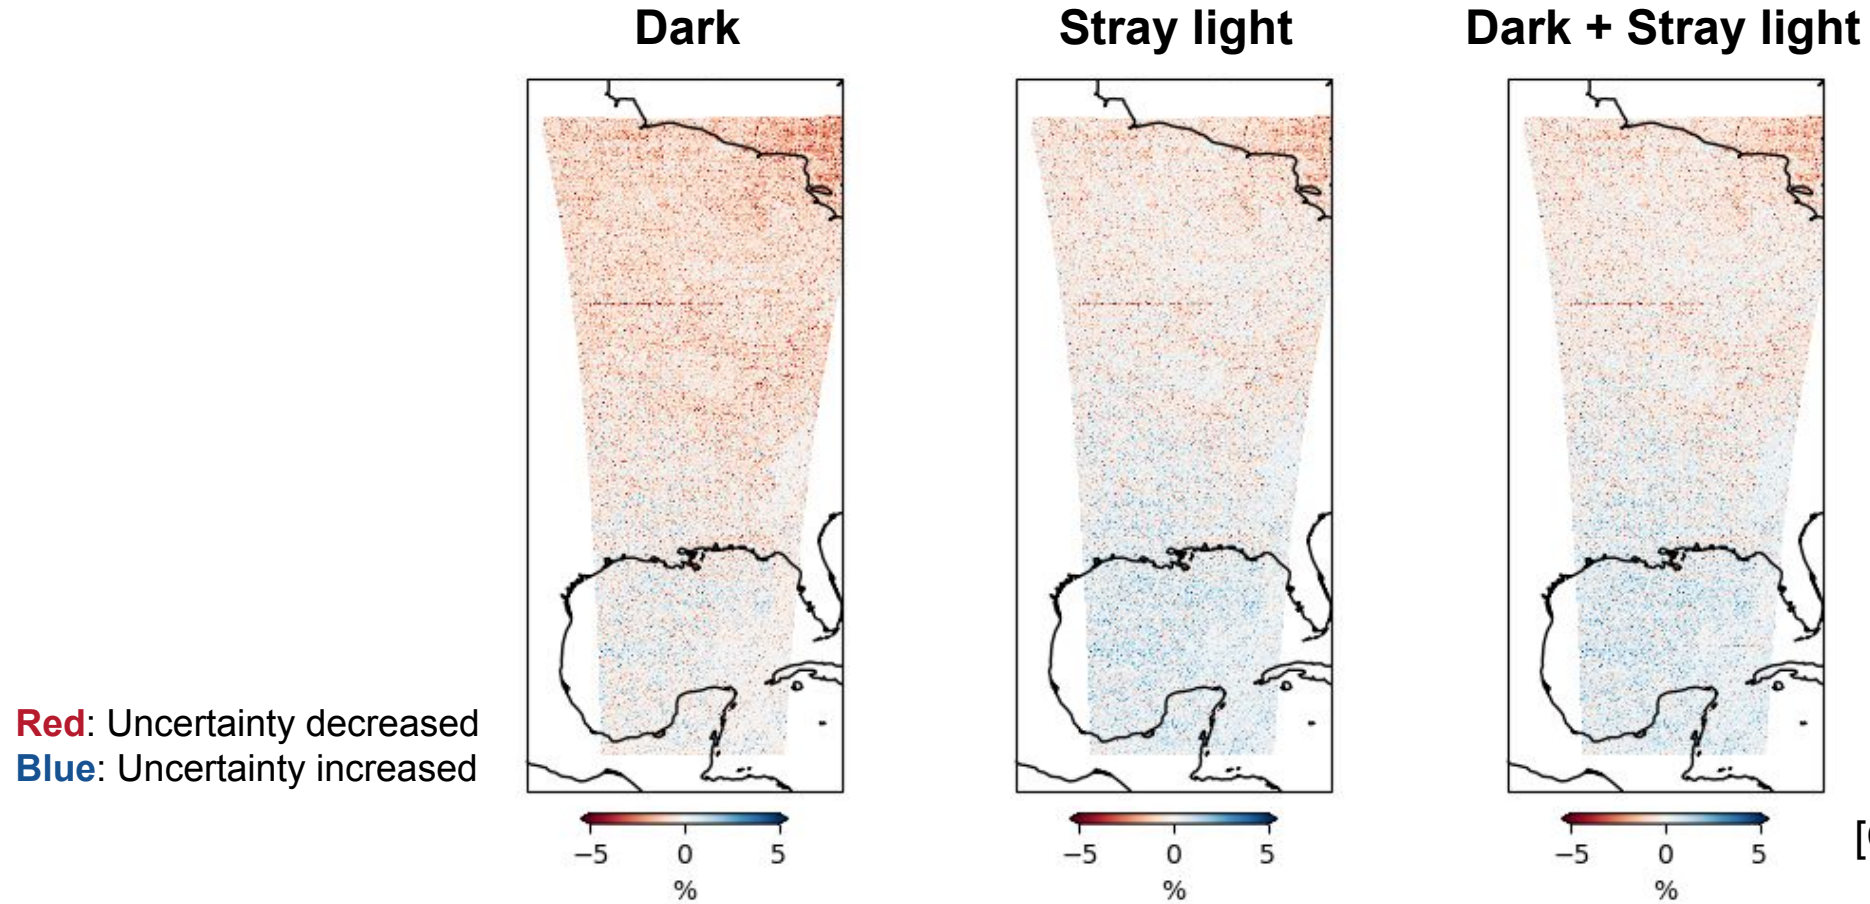 Dark
Stray light
Dark + Stray light
Red: Uncertainty decreased
Blue: Uncertainty increased
−5 0 5
%
−5 0 5
%
−5 0 5
%